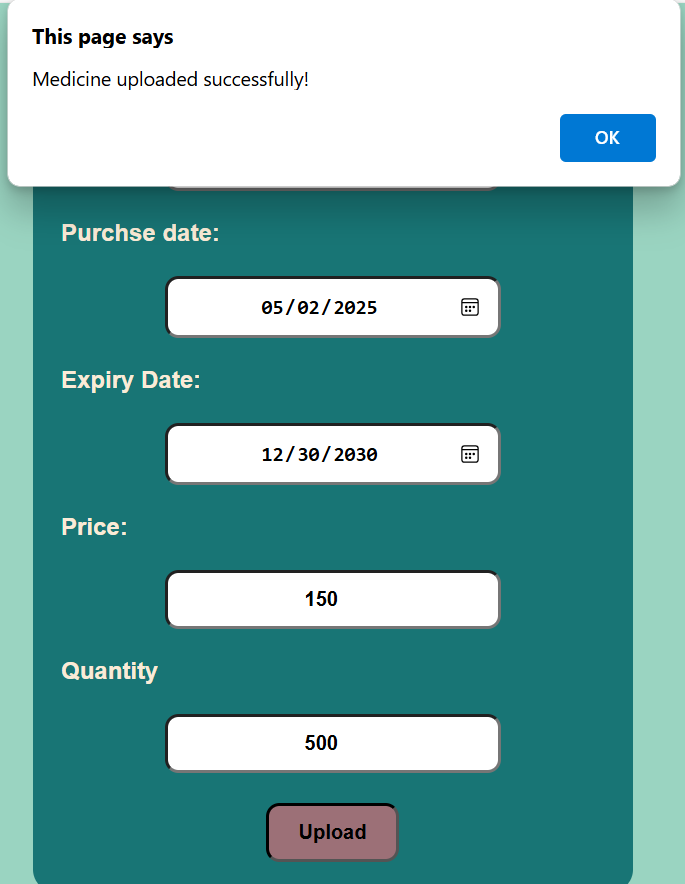 This page says
Medicine uploaded successfully!
OK
Purchse date:
05/02/2025
Expiry Date:
12/30/2030
Price:
150
Quantity
500
Upload